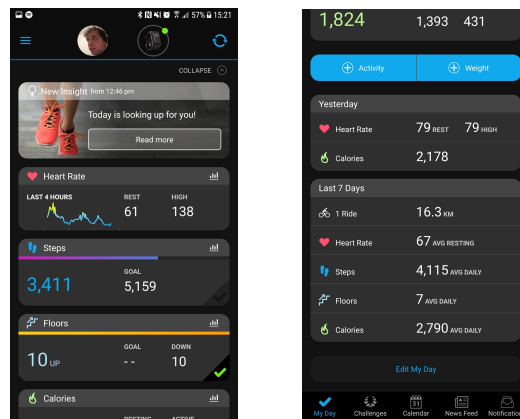 57% 15:21
COLLAPSE
New Insight from 12:46 pm
Today is looking up for you!
Read more
Heart Rate
LAST 4 HOURS REST HIGH
61 138
Steps
GOAL
3,411 5,159
Floors
GOAL DOWN
10 UP -- 10
Calories
RESTING ACTIVE
1,824 1,393 431
Activity Weight
Yesterday
Heart Rate 79 REST 79 HIGH
Calories 2,178
Last 7 Days
1 Ride 16.3 KM
Heart Rate 67 AVG RESTING
Steps 4,115 AVG DAILY
Floors 7 AVG DAILY
Calories 2,790 AVG DAILY
Edit My Day
31
My Day Challenges Calendar News Feed Notification